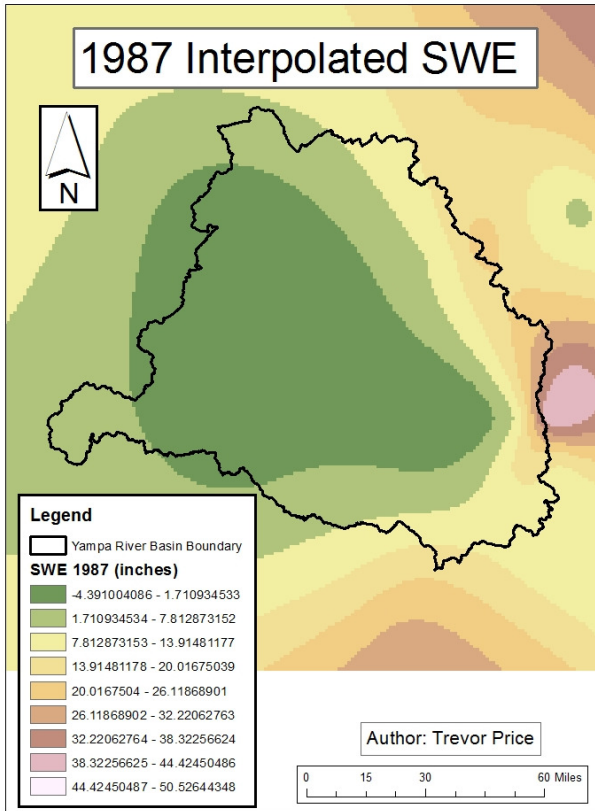 1987 Interpolated SWE
N
Legend
Yampa River Basin Boundary
SWE 1987 (inches)
-4.391004086 - 1.710934533
1.710934534 - 7.812873152
7.812873153 - 13.91481177
13.91481178 - 20.01675039
20.0167504 - 26.11868901
26.11868902 - 32.22062763
32.22062764 - 38.32256624
38.32256625 - 44.42450486
44.42450487 - 50.52644348
Author: Trevor Price
0 15 30 60 Miles